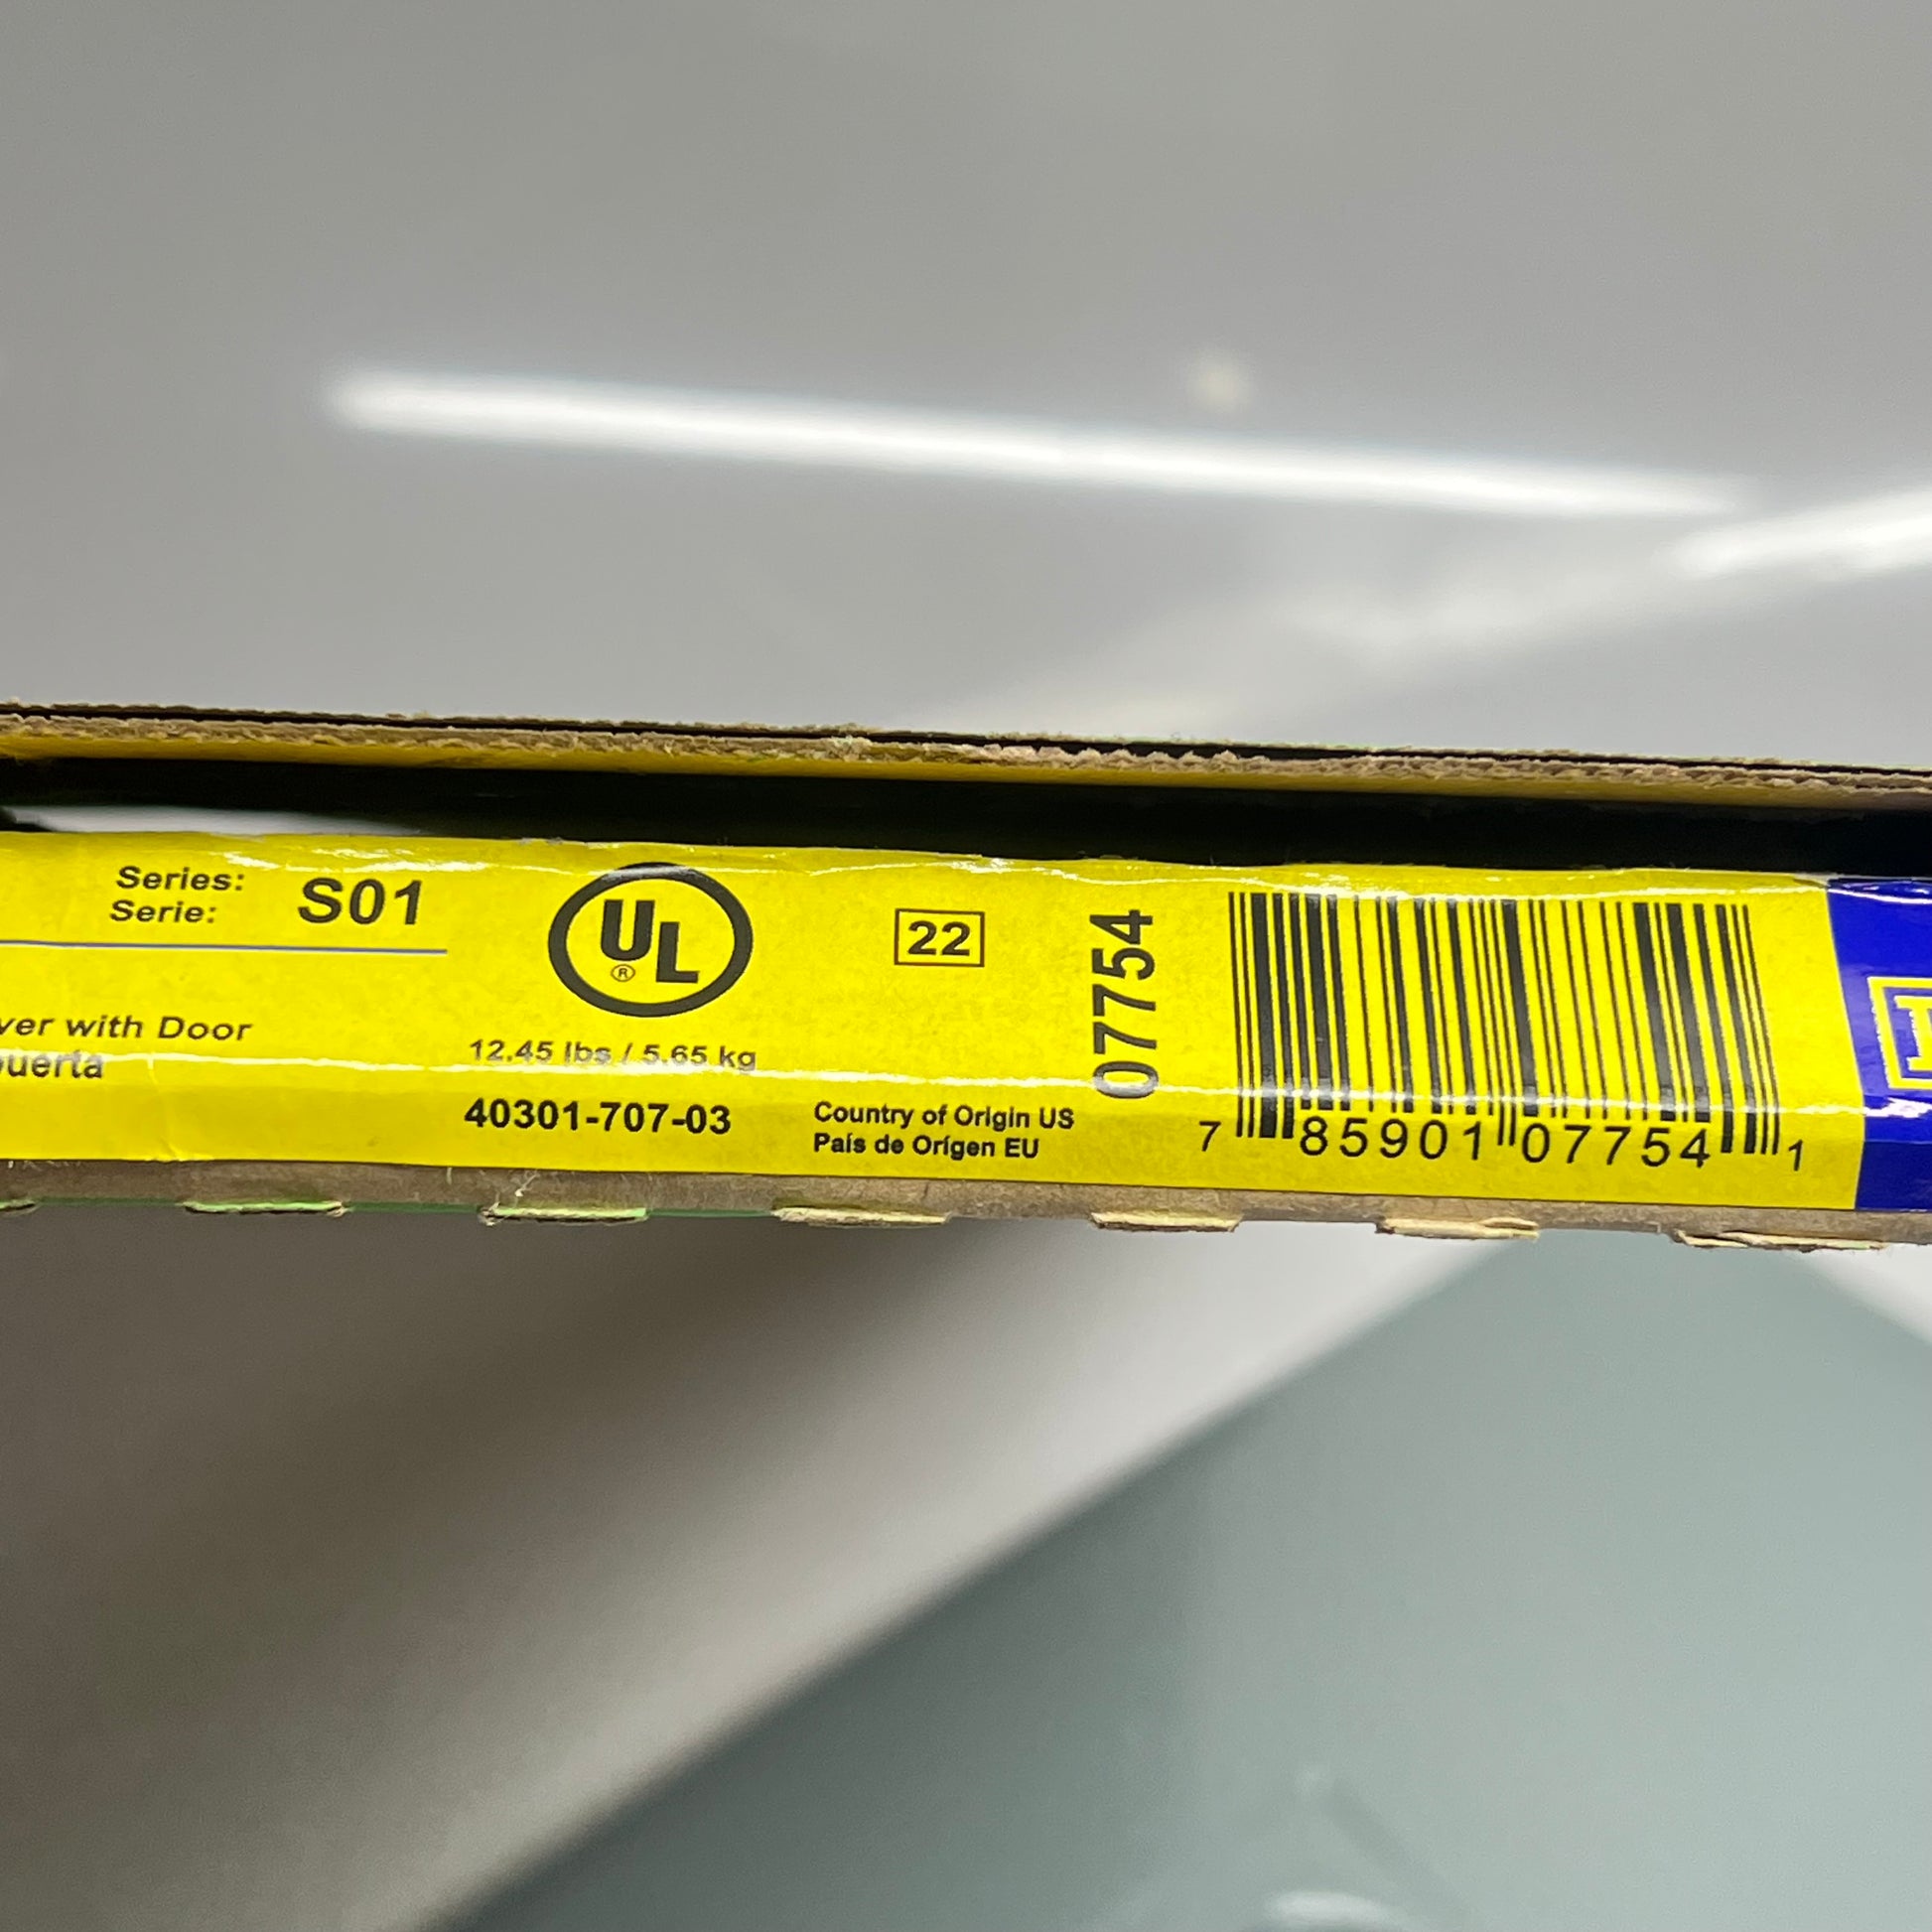 Series: S01
Serie:
ver with Door
puerta
UL
®
12.45 lbs / 5.65 kg
40301-707-03
22
Country of Origin US
País de Orígen EU
07754
7 85901 07754 1